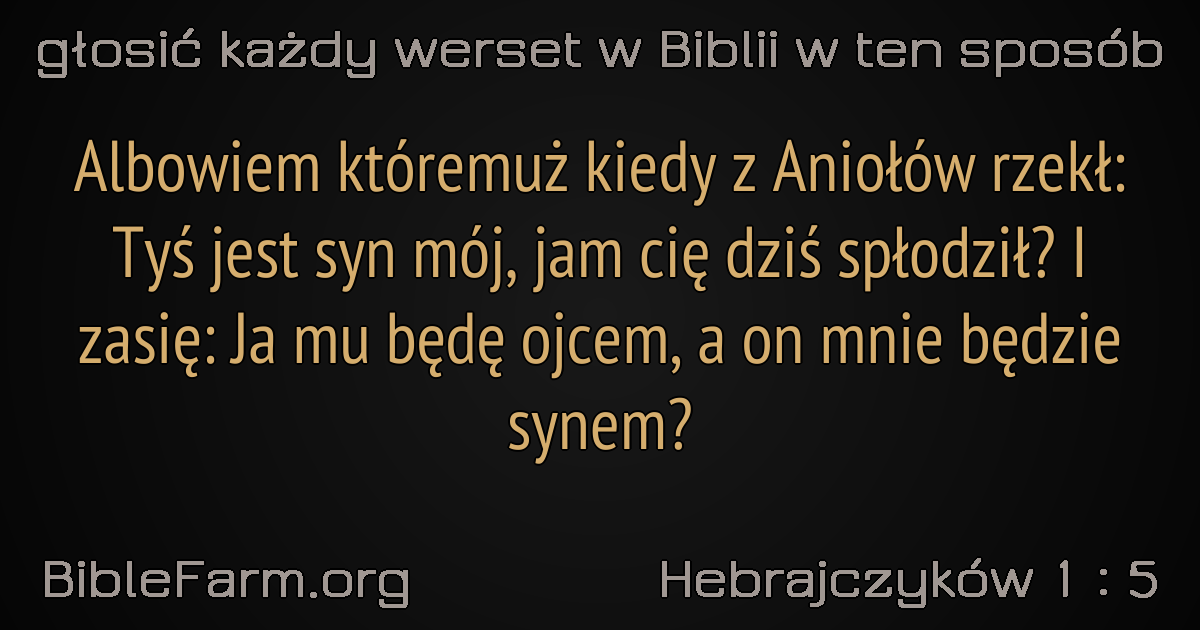 głosić każdy werset w Biblii w ten sposób
Albowiem któremuż kiedy z Aniołów rzekł:
Tyś jest syn mój, jam cię dziś spłodził? I
zasię: Ja mu będę ojcem, a on mnie będzie
synem?
BibleFarm.org
Hebrajczyków 1 : 5